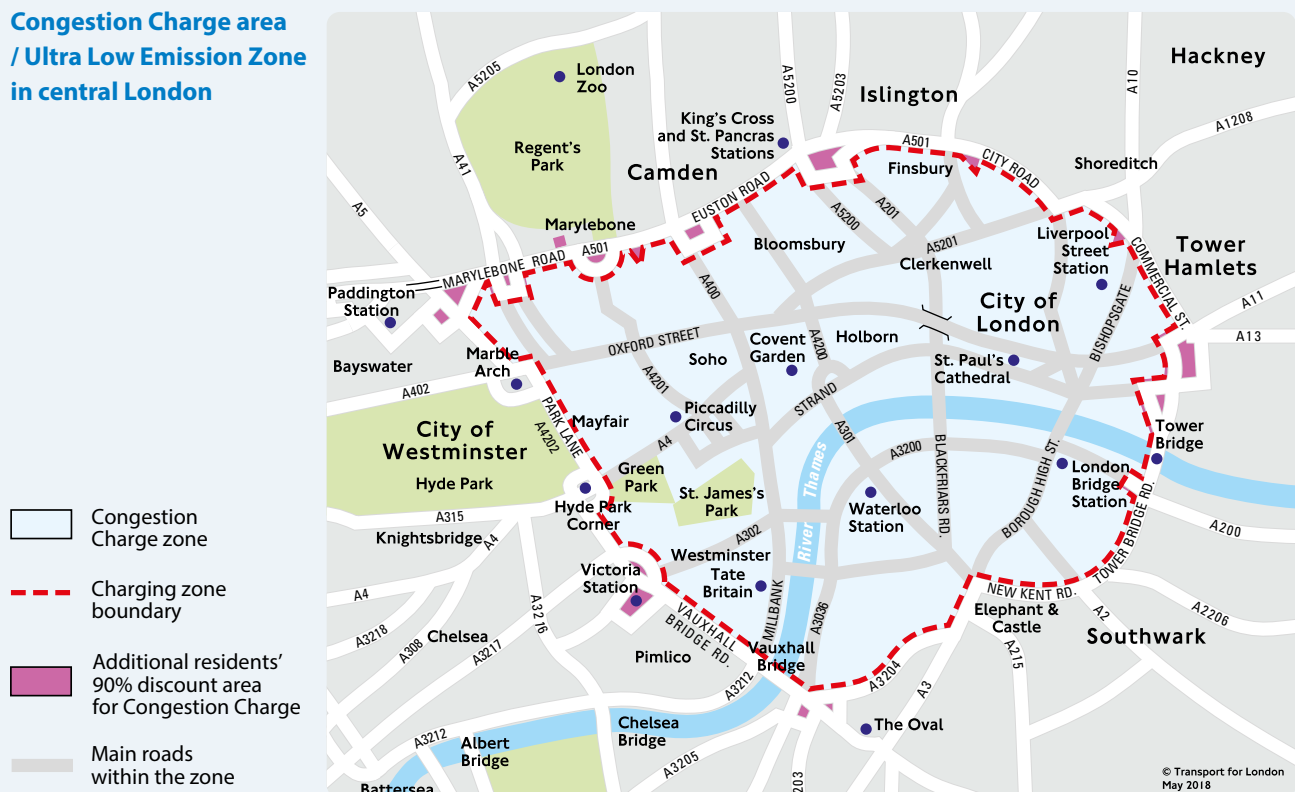 Congestion Charge area
/ Ultra Low Emission Zone
in central London
Congestion
Charge zone
Charging zone
boundary
Additional residents’
90% discount area
for Congestion Charge
Main roads
within the zone
Hackney
A5205
London
Zoo
A5200
A5203
A10
Islington
King’s Cross
and St. Pancras
Stations
A1208
A501
Regent’s
Park
A41
Camden
Finsbury
CITY ROAD
Shoreditch
A5
EUSTON ROAD
A5200
A201
Marylebone
A501
MARYLEBONE ROAD
Bloomsbury
A5201
Clerkenwell
Liverpool
Street
Station
COMMERCIAL ST.
Tower
Hamlets
A11
A13
Paddington
Station
A400
City of
London
BISHOPSGATE
OXFORD STREET
Soho
Covent
Garden
A4200
Holborn
St. Paul’s
Cathedral
Bayswater
Marble
Arch
A402
A4201
PARK LANE
A4202
Mayfair
Piccadilly
Circus
STRAND
A301
A4
City of
Westminster
Hyde Park
Green
Park
St. James’s
Park
River Thames
A3200
BLACKFRIARS RD.
BOROUGH HIGH ST.
Tower
Bridge
London
Bridge
Station
TOWER BRIDGE RD.
A200
Waterloo
Station
Hyde Park
Corner
A315
Knightsbridge
A4
A302
Westminster
Tate
Britain
Victoria
Station
MILLBANK
A3036
NEW KENT RD.
Elephant &
Castle
A2
A2206
Southwark
A4
A3218
A308
Chelsea
A3217
A3216
VAUXHALL
BRIDGE RD.
Pimlico
Vauxhall
Bridge
A3212
A3204
A3
A215
The Oval
A3212
Albert
Bridge
Chelsea
Bridge
A3205
203
Battersea
© Transport for London
May 2018